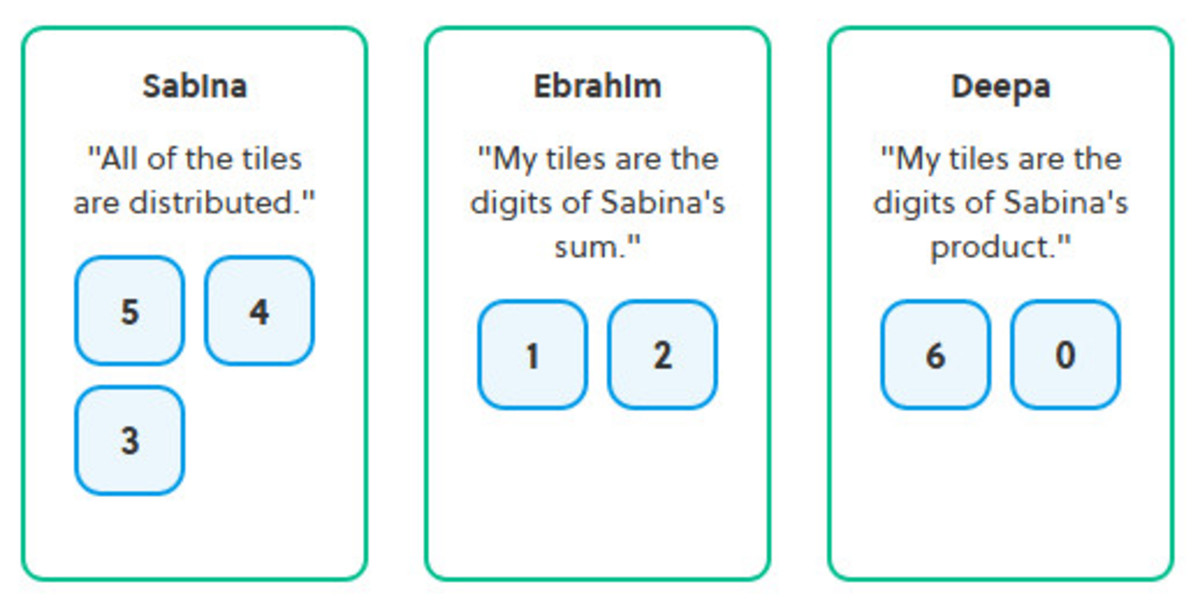 Sabina
"All of the tiles
are distributed."
5 4
3
Ebrahim
"My tiles are the
digits of Sabina's
sum."
1 2
Deepa
"My tiles are the
digits of Sabina's
product."
6 0